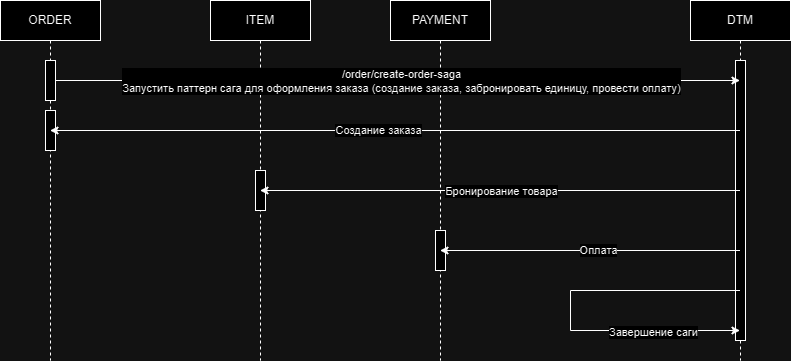 ORDER
ITEM
PAYMENT
DTM
/order/create-order-saga
Запустить паттерн сага для оформления заказа (создание заказа, забронировать единицу, провести оплату)
Создание заказа
Бронирование товара
Оплата
Завершение саги